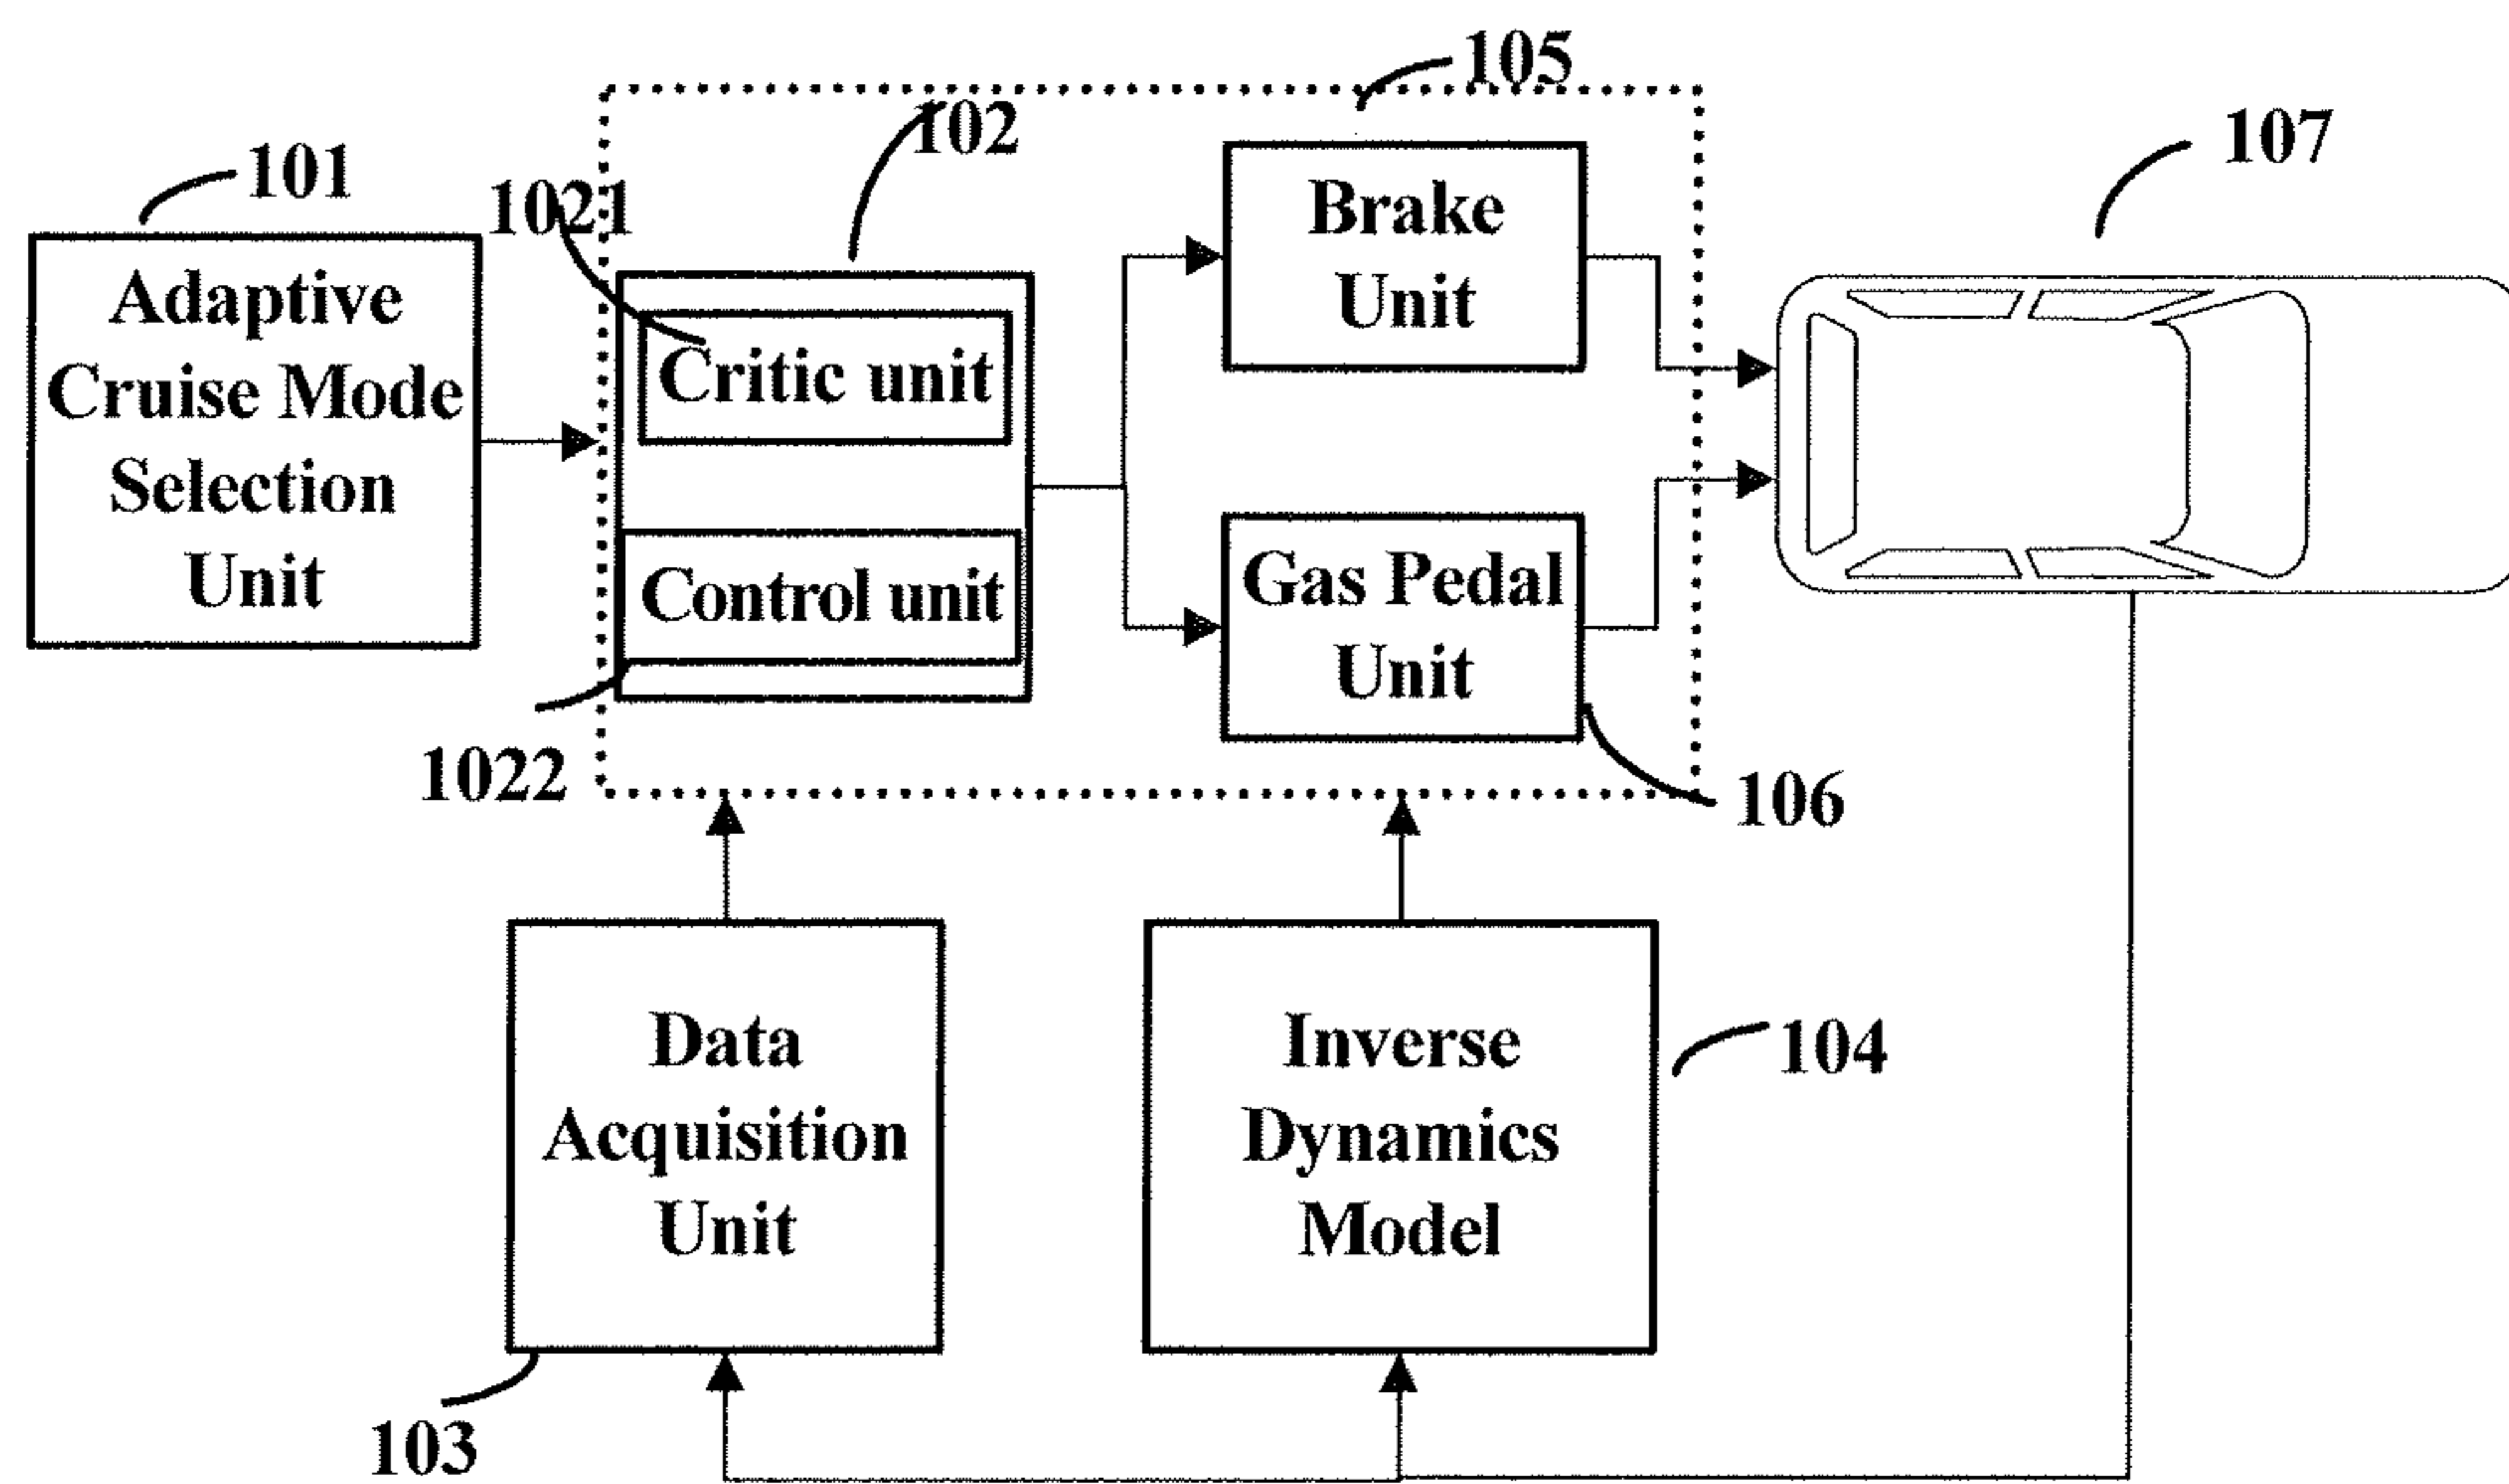 105
102
107
101
1021
Brake
Unit
Adaptive
Cruise Mode
Selection
Unit
Critic unit
Control unit
Gas Pedal
Unit
1022
106
Data
Acquisition
Unit
Inverse
Dynamics
Model
104
103